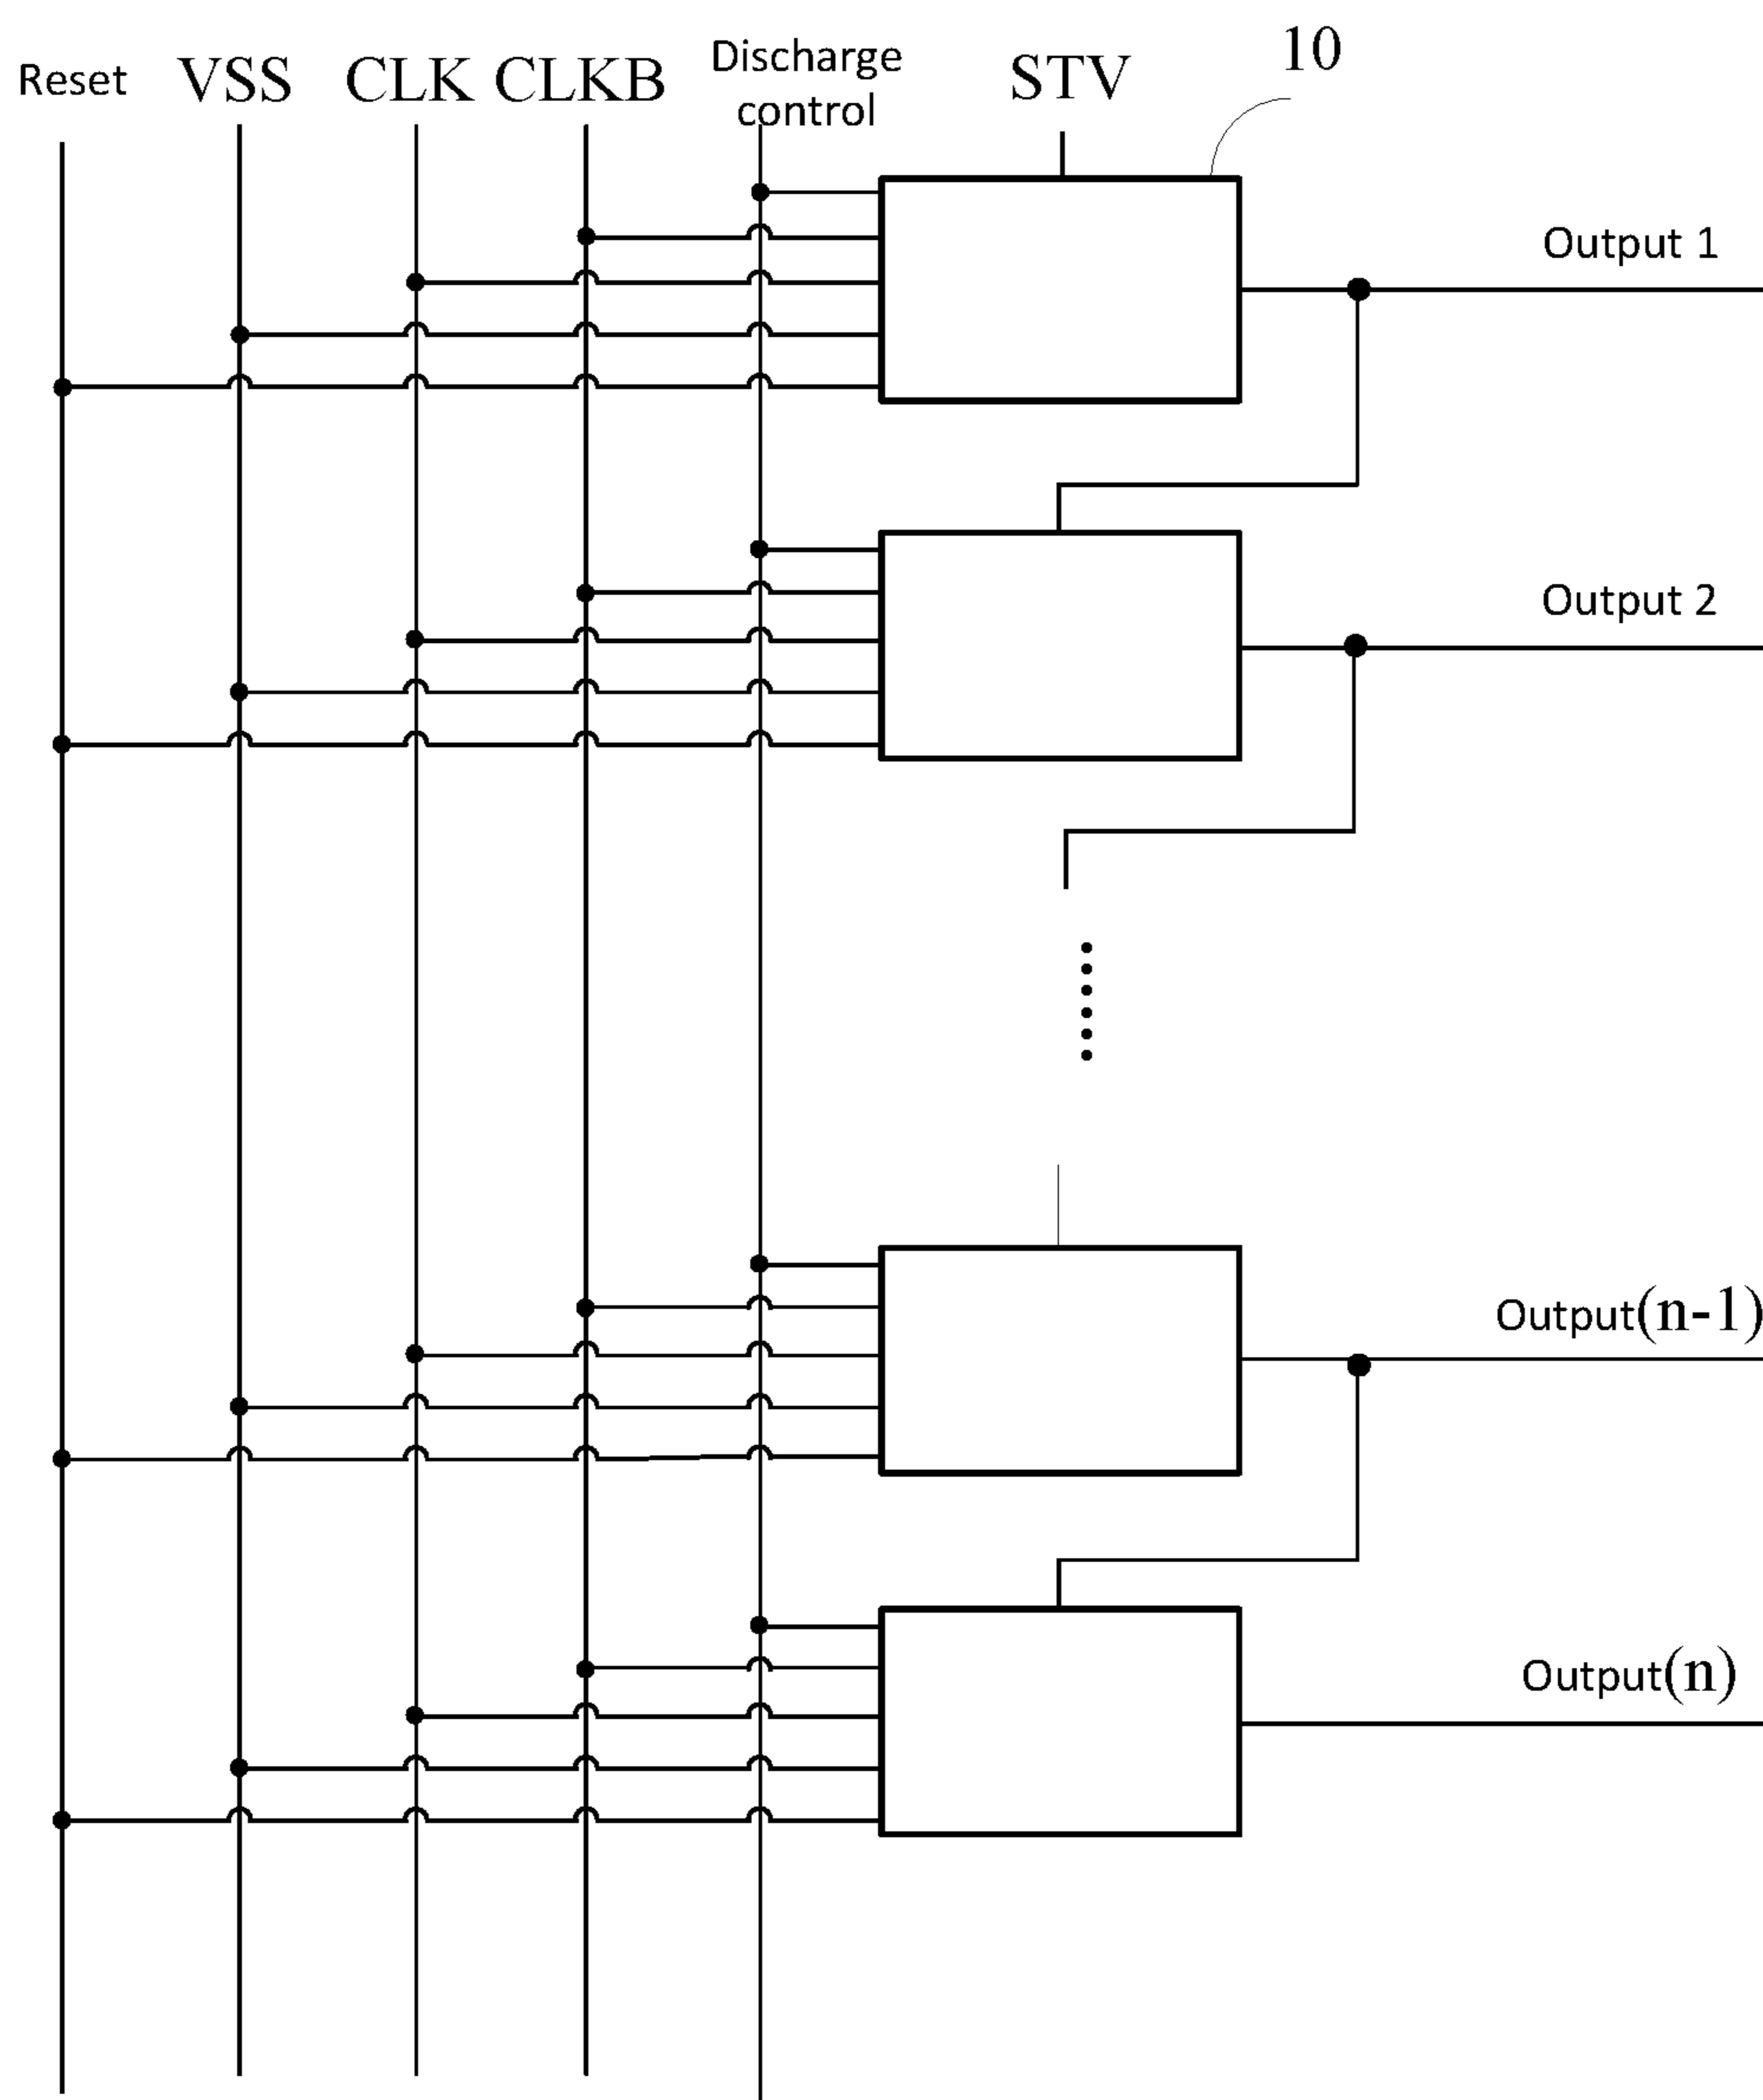 Reset
VSS
CLK
CLKB
Discharge
control
STV
10
Output 1
Output 2
Output(n-1)
Output(n)